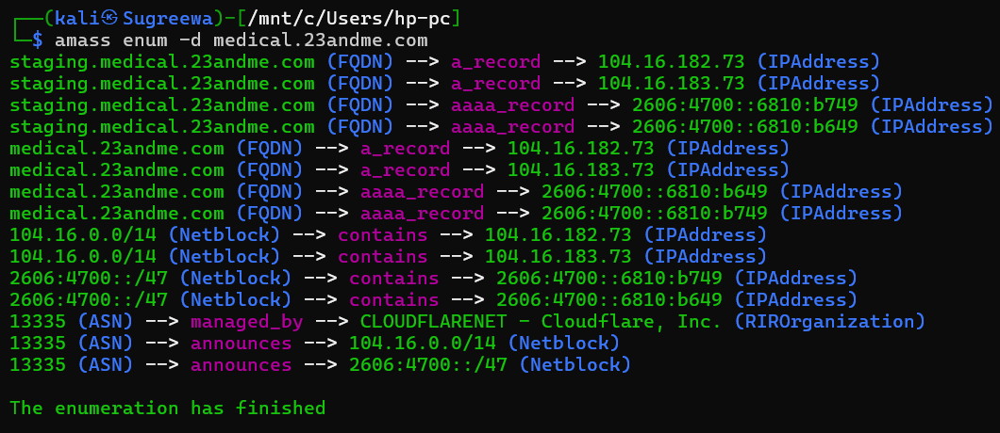 ┌──(kali㉿Sugreewa)-[/mnt/c/Users/hp-pc]
└─$ amass enum -d medical.23andme.com
staging.medical.23andme.com (FQDN) --> a_record --> 104.16.182.73 (IPAddress)
staging.medical.23andme.com (FQDN) --> a_record --> 104.16.183.73 (IPAddress)
staging.medical.23andme.com (FQDN) --> aaaa_record --> 2606:4700::6810:b749 (IPAddress)
staging.medical.23andme.com (FQDN) --> aaaa_record --> 2606:4700::6810:b649 (IPAddress)
medical.23andme.com (FQDN) --> a_record --> 104.16.182.73 (IPAddress)
medical.23andme.com (FQDN) --> a_record --> 104.16.183.73 (IPAddress)
medical.23andme.com (FQDN) --> aaaa_record --> 2606:4700::6810:b649 (IPAddress)
medical.23andme.com (FQDN) --> aaaa_record --> 2606:4700::6810:b749 (IPAddress)
104.16.0.0/14 (Netblock) --> contains --> 104.16.182.73 (IPAddress)
104.16.0.0/14 (Netblock) --> contains --> 104.16.183.73 (IPAddress)
2606:4700::/47 (Netblock) --> contains --> 2606:4700::6810:b749 (IPAddress)
2606:4700::/47 (Netblock) --> contains --> 2606:4700::6810:b649 (IPAddress)
13335 (ASN) --> managed_by --> CLOUDFLARENET - Cloudflare, Inc. (RIROrganization)
13335 (ASN) --> announces --> 104.16.0.0/14 (Netblock)
13335 (ASN) --> announces --> 2606:4700::/47 (Netblock)
The enumeration has finished